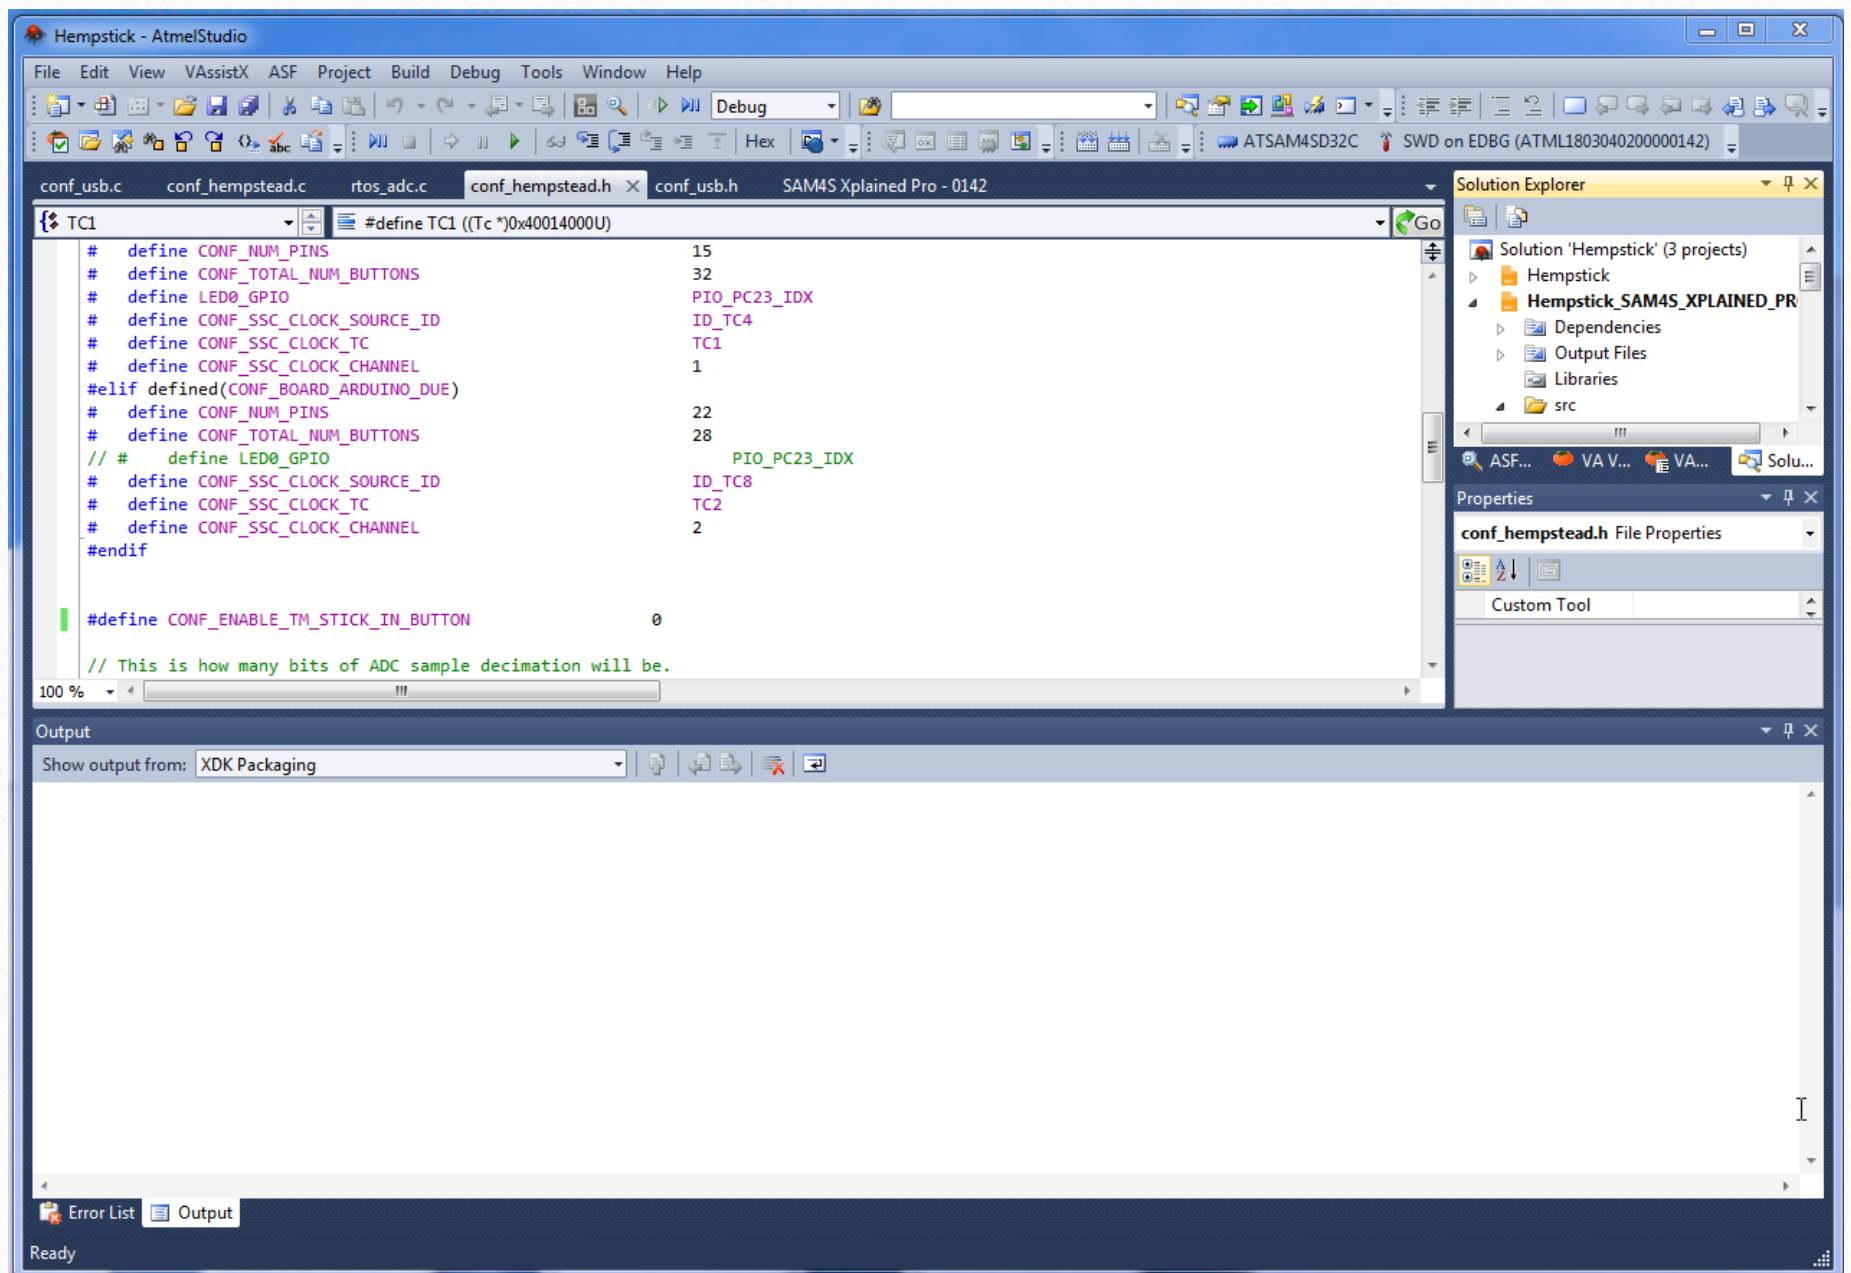 Hempstick - AtmelStudio
File Edit View VAssistX ASF Project Build Debug Tools Window Help
Debug
Hex ATSAM4SD32C SWD on EDBG (ATML1803040200000142)
conf_usb.c conf_hempstead.c rtos_adc.c conf_hempstead.h conf_usb.h SAM4S Xplained Pro - 0142
TC1 #define TC1 ((Tc *)0x40014000U) Go
# define CONF_NUM_PINS 15
# define CONF_TOTAL_NUM_BUTTONS 32
# define LED0_GPIO PIO_PC23_IDX
# define CONF_SSC_CLOCK_SOURCE_ID ID_TC4
# define CONF_SSC_CLOCK_TC TC1
# define CONF_SSC_CLOCK_CHANNEL 1
#elif defined(CONF_BOARD_ARDUINO_DUE)
# define CONF_NUM_PINS 22
# define CONF_TOTAL_NUM_BUTTONS 28
// # define LED0_GPIO PIO_PC23_IDX
# define CONF_SSC_CLOCK_SOURCE_ID ID_TC8
# define CONF_SSC_CLOCK_TC TC2
# define CONF_SSC_CLOCK_CHANNEL 2
#endif
#define CONF_ENABLE_TM_STICK_IN_BUTTON 0
// This is how many bits of ADC sample decimation will be.
100 %
Solution Explorer
Solution 'Hempstick' (3 projects)
Hempstick
Hempstick_SAM4S_XPLAINED_PR
Dependencies
Output Files
Libraries
src
ASF... VA V... VA... Solu...
Properties
conf_hempstead.h File Properties
Custom Tool
Output
Show output from: XDK Packaging
Error List Output
Ready